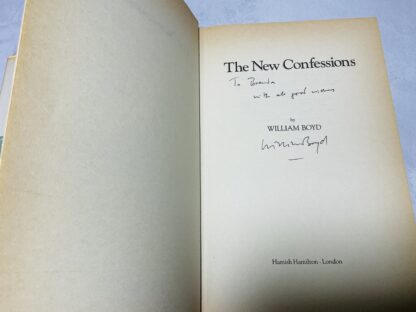 The New Confessions
To Brenda
with all good wishes
by
WILLIAM BOYD
William Boyd
Hamish Hamilton · London